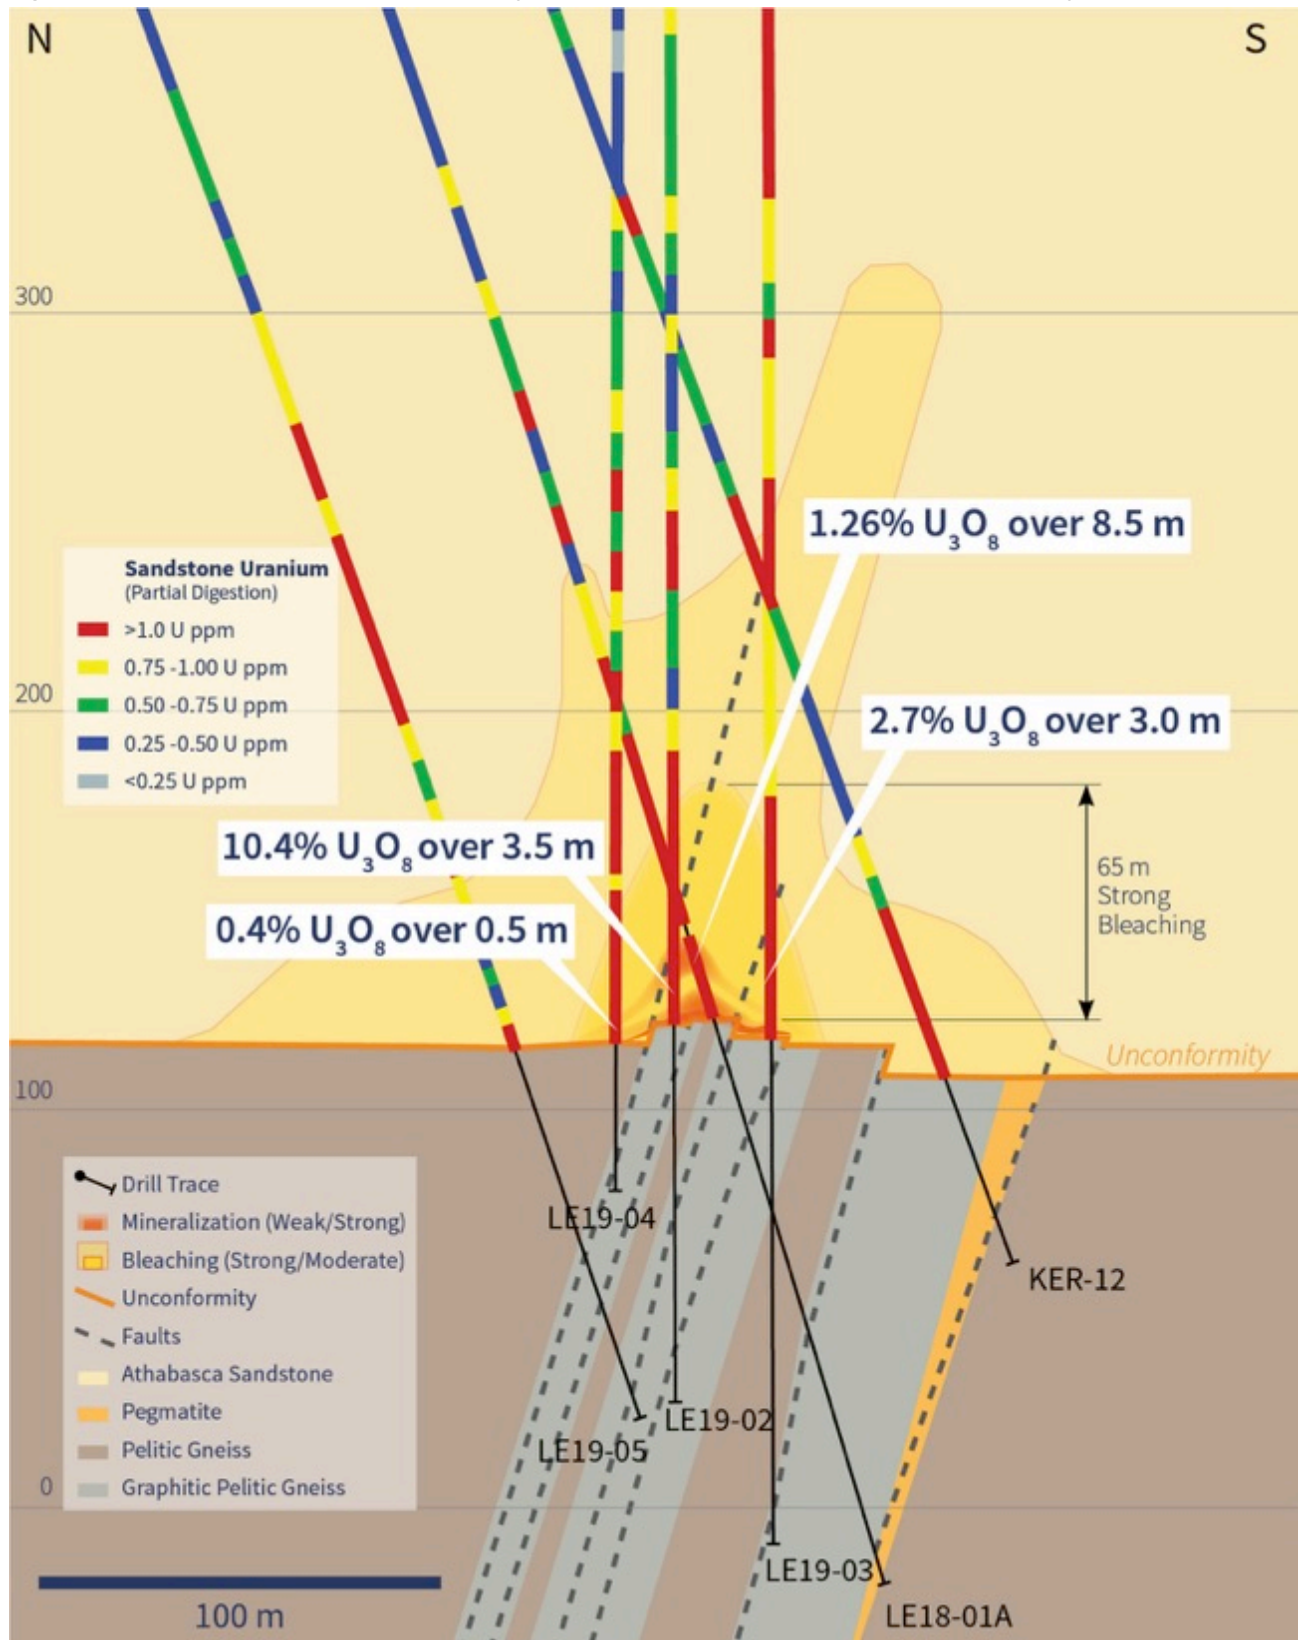 N
S
300
1.26% U3O8 over 8.5 m
Sandstone Uranium
(Partial Digestion)
>1.0 U ppm
0.75 -1.00 U ppm
0.50 -0.75 U ppm
0.25 -0.50 U ppm
<0.25 U ppm
200
2.7% U3O8 over 3.0 m
10.4% U3O8 over 3.5 m
0.4% U3O8 over 0.5 m
65 m
Strong
Bleaching
Unconformity
100
Drill Trace
Mineralization (Weak/Strong)
Bleaching (Strong/Moderate)
Unconformity
Faults
Athabasca Sandstone
Pegmatite
Pelitic Gneiss
Graphitic Pelitic Gneiss
LE19-04
KER-12
LE19-02
LE19-05
0
LE19-03
LE18-01A
100 m